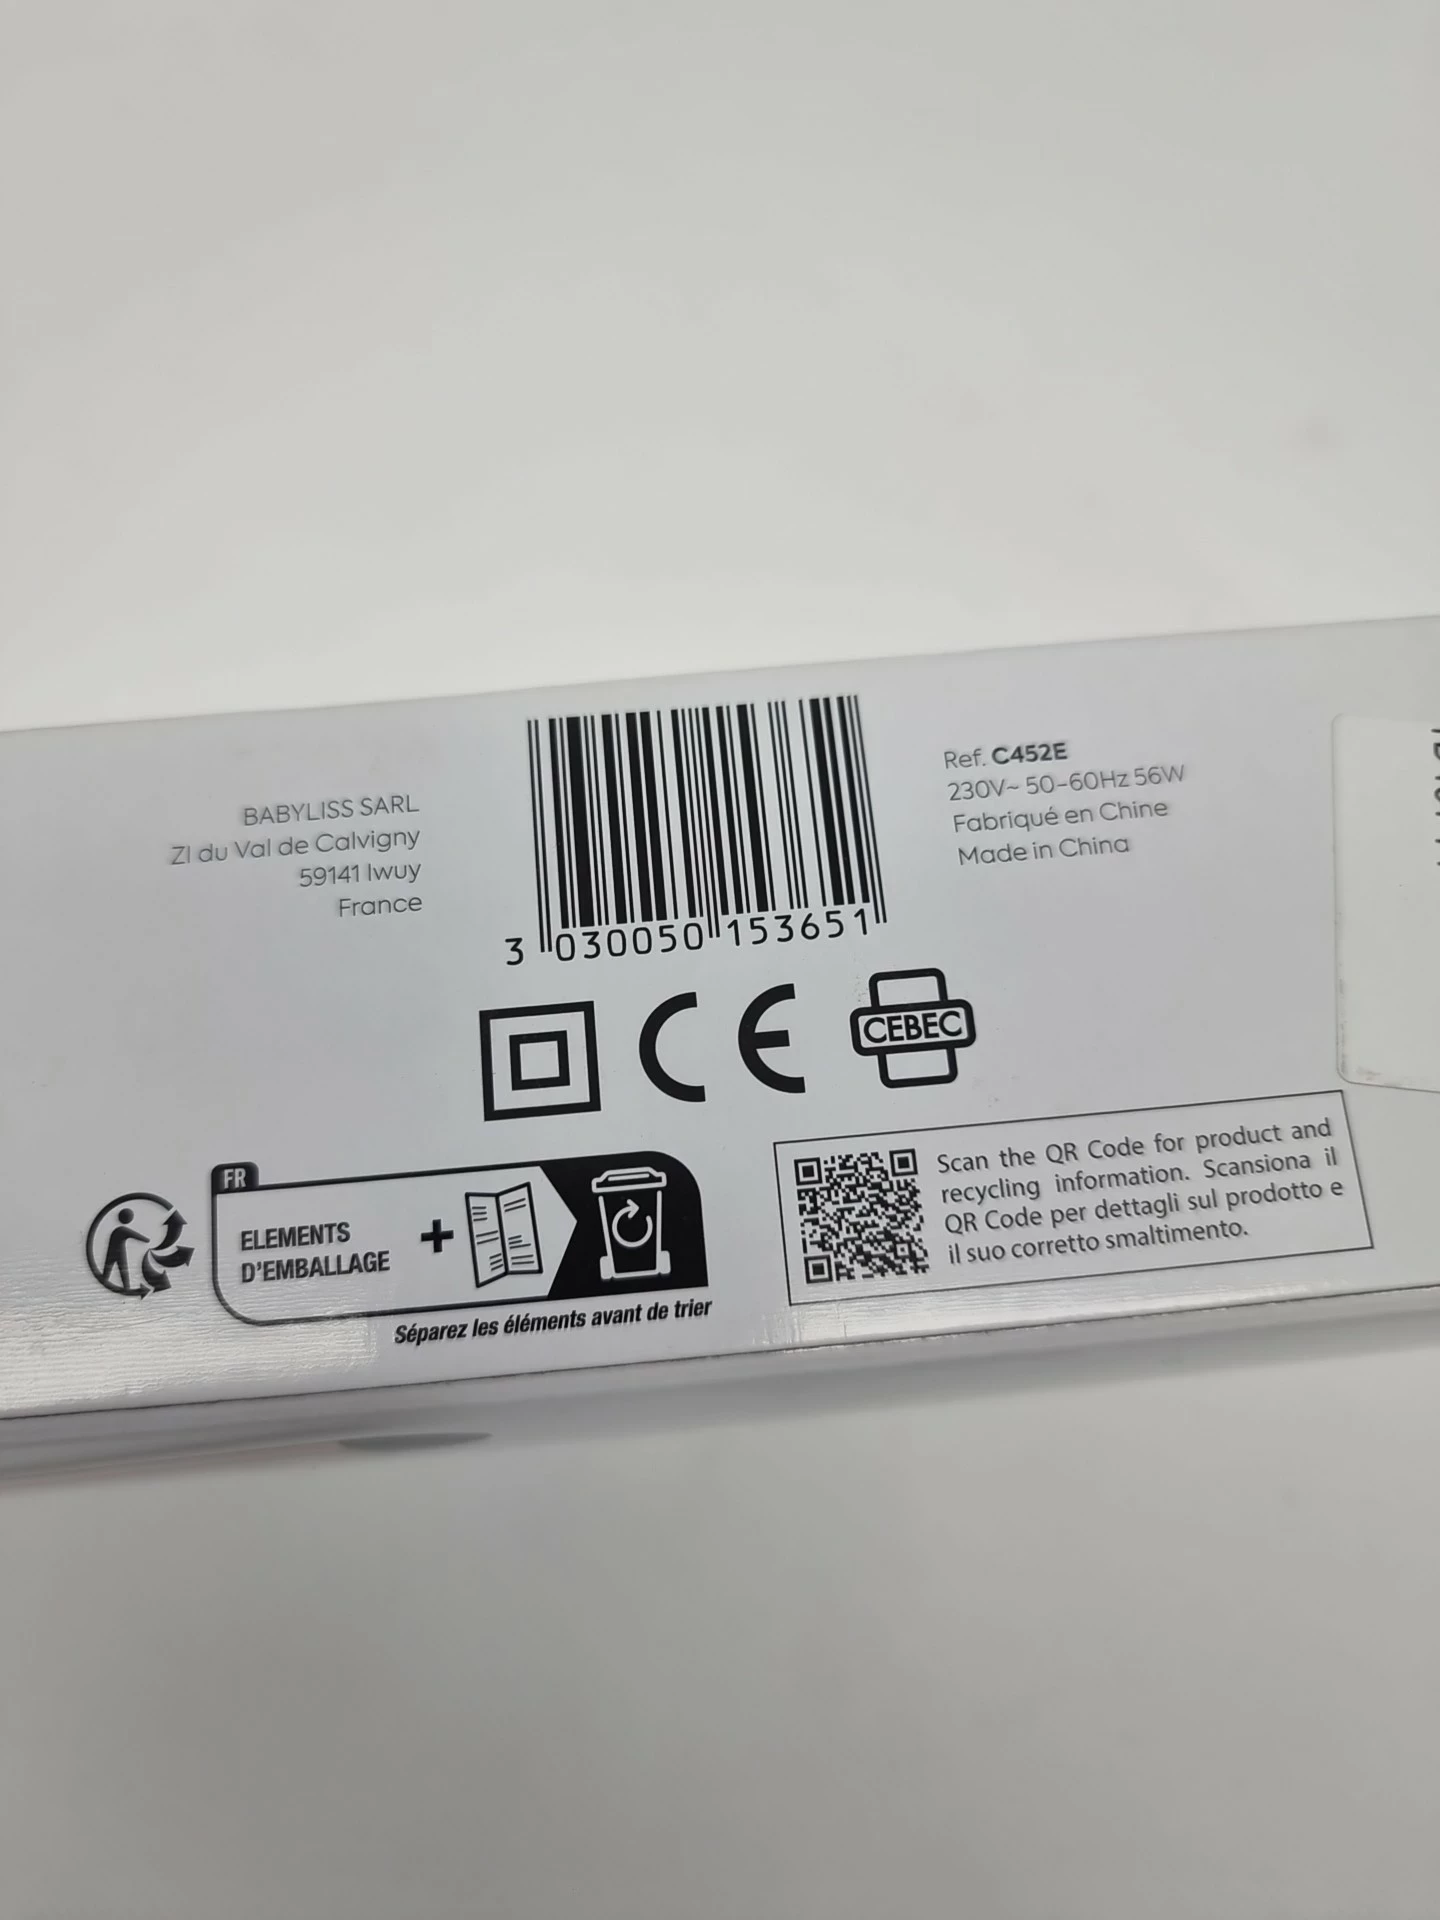 BABYLISS SARL
ZI du Val de Calvigny
59141 Iwuy
France
3 030050 153651
Ref. C452E
230V~ 50-60Hz 56W
Fabriqué en Chine
Made in China
CE
CEBEC
FR
ELEMENTS
D'EMBALLAGE
+
Séparez les éléments avant de trier
Scan the QR Code for product and
recycling information. Scansiona il
QR Code per dettagli sul prodotto e
il suo corretto smaltimento.